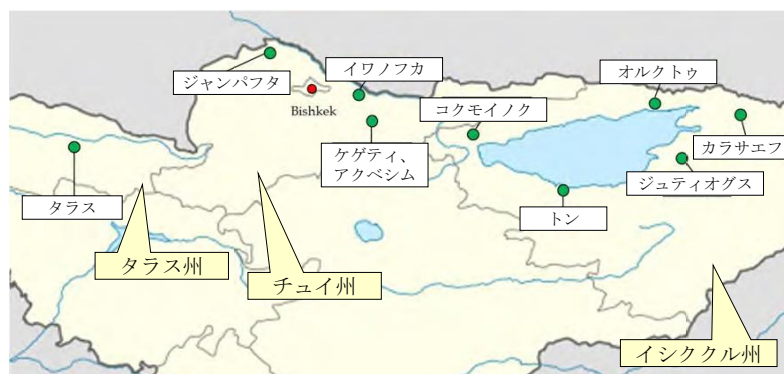 ジャンパフタ
イワノフカ
オルクトゥ
Bishkek
コクモイノク
カラサエフ
ケゲティ、
アクベシム
ジュティオグス
タラス
トン
タラス州
チュイ州
イシククル州